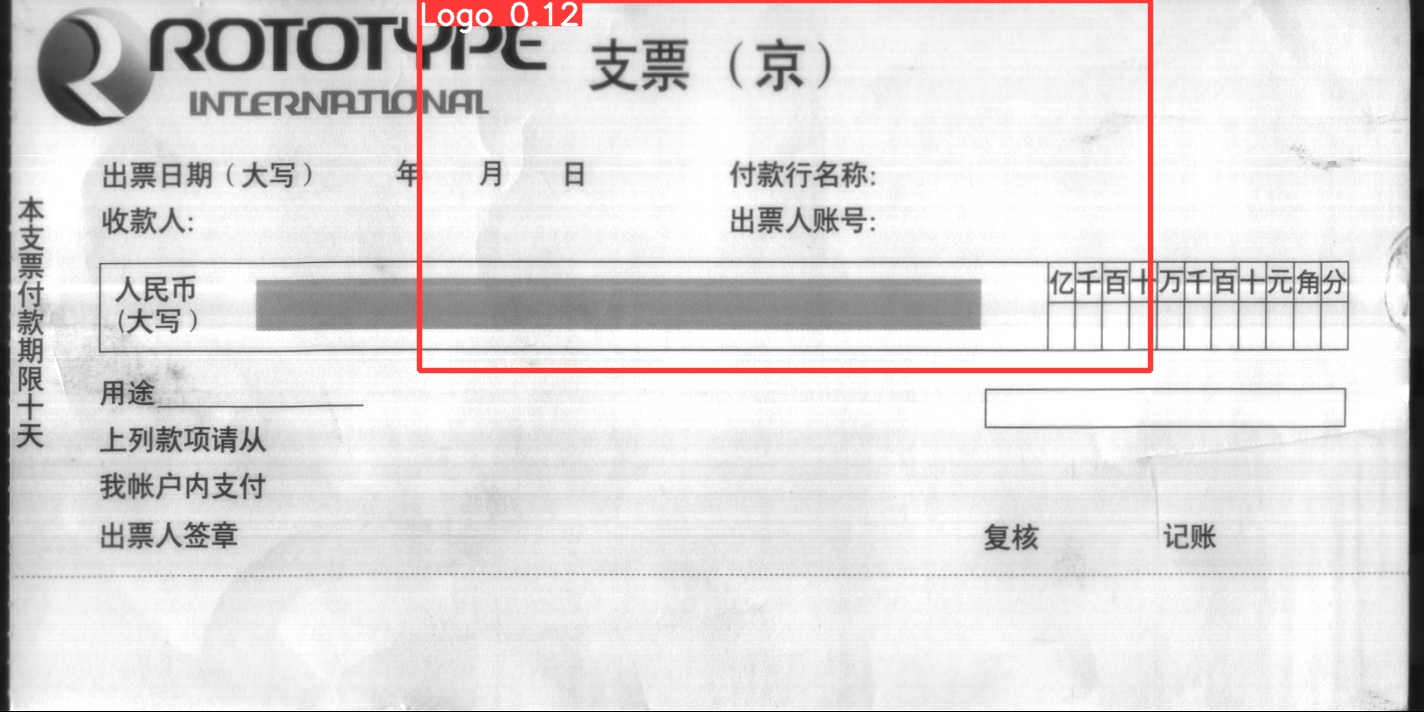 Logo 0.12
ROTOTYPE
INTERNATIONAL
支票（京）
出票日期（大写） 年 月 日
付款行名称:
收款人:
出票人账号:
本支票付款期限十天
人民币
(大写）
亿千百十万千百十元角分
用途
上列款项请从
我帐户内支付
出票人签章
复核 记账